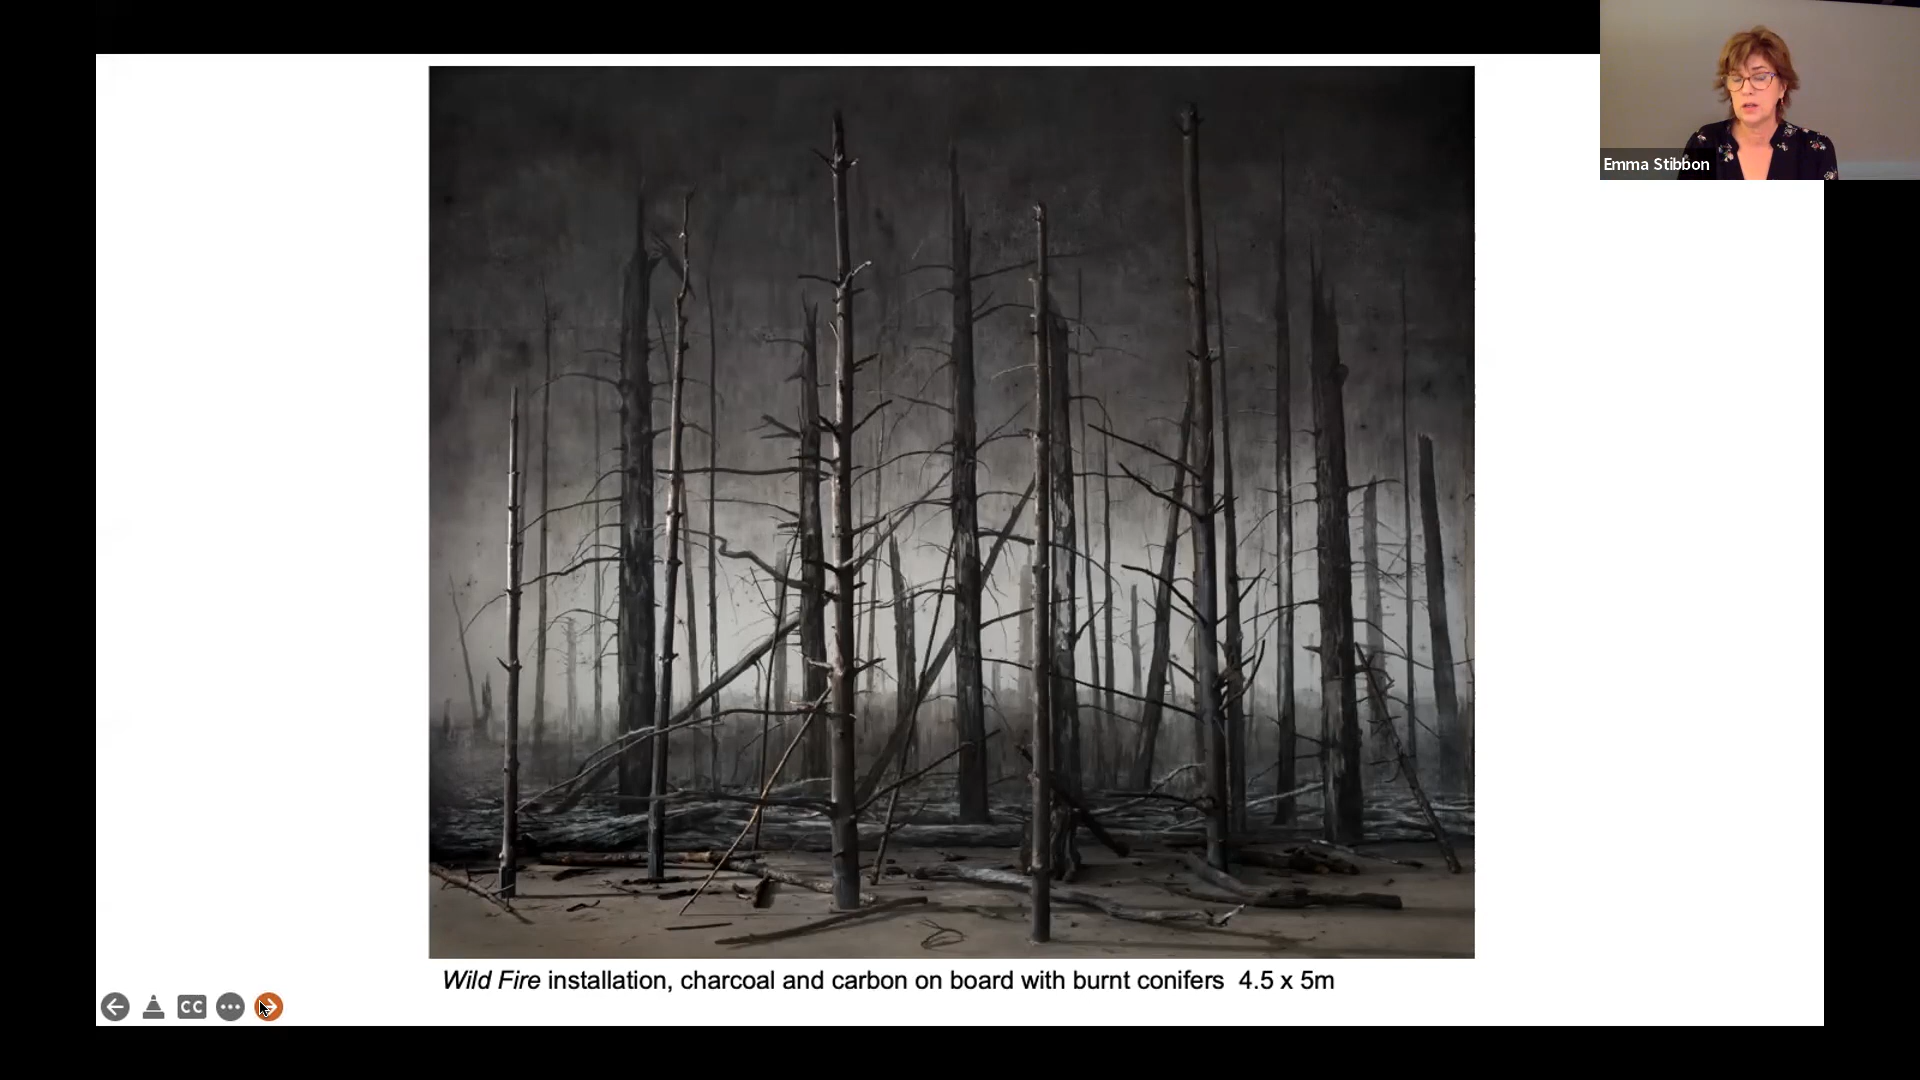 Emma Stibbon
Wild Fire installation, charcoal and carbon on board with burnt conifers 4.5 x 5m
CC